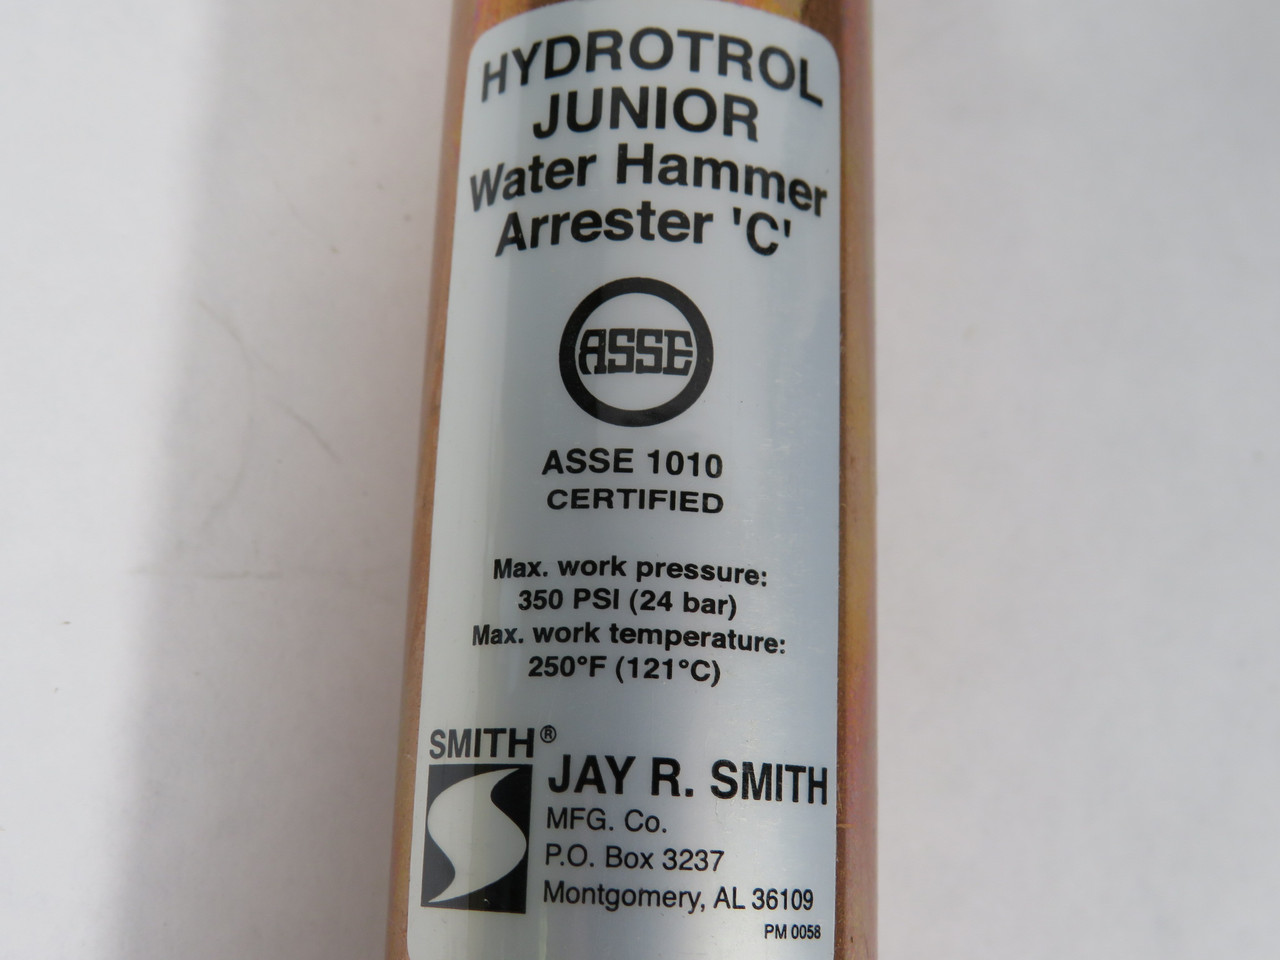 HYDROTROL
JUNIOR
Water Hammer
Arrester 'C'
ASSE
ASSE 1010
CERTIFIED
Max. work pressure:
350 PSI (24 bar)
Max. work temperature:
250°F (121°C)
SMITH®
JAY R. SMITH
MFG. Co.
P.O. Box 3237
Montgomery, AL 36109
PM 0058